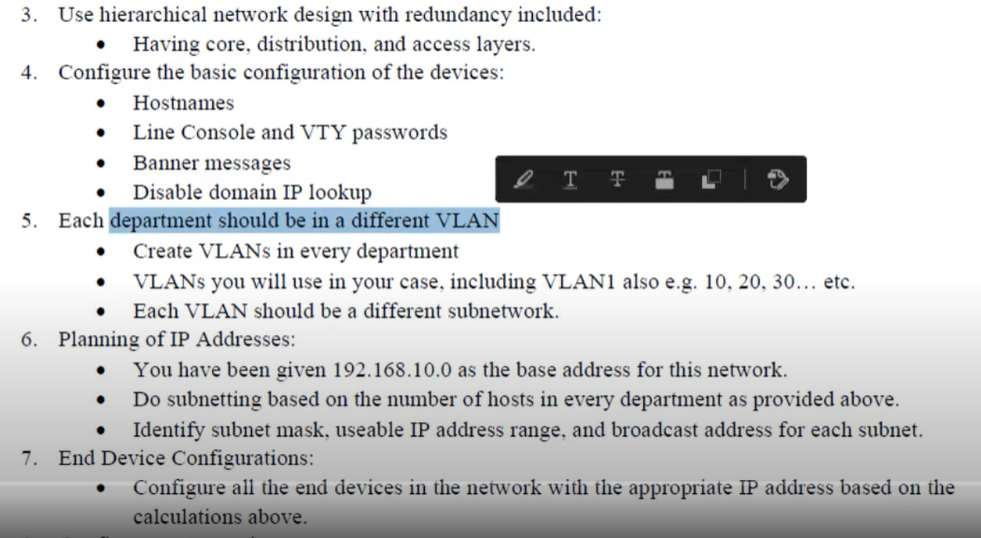 3. Use hierarchical network design with redundancy included:
• Having core, distribution, and access layers.
4. Configure the basic configuration of the devices:
• Hostnames
• Line Console and VTY passwords
• Banner messages
• Disable domain IP lookup
5. Each department should be in a different VLAN
• Create VLANs in every department
• VLANs you will use in your case, including VLAN1 also e.g. 10, 20, 30… etc.
• Each VLAN should be a different subnetwork.
6. Planning of IP Addresses:
• You have been given 192.168.10.0 as the base address for this network.
• Do subnetting based on the number of hosts in every department as provided above.
• Identify subnet mask, useable IP address range, and broadcast address for each subnet.
7. End Device Configurations:
• Configure all the end devices in the network with the appropriate IP address based on the
calculations above.